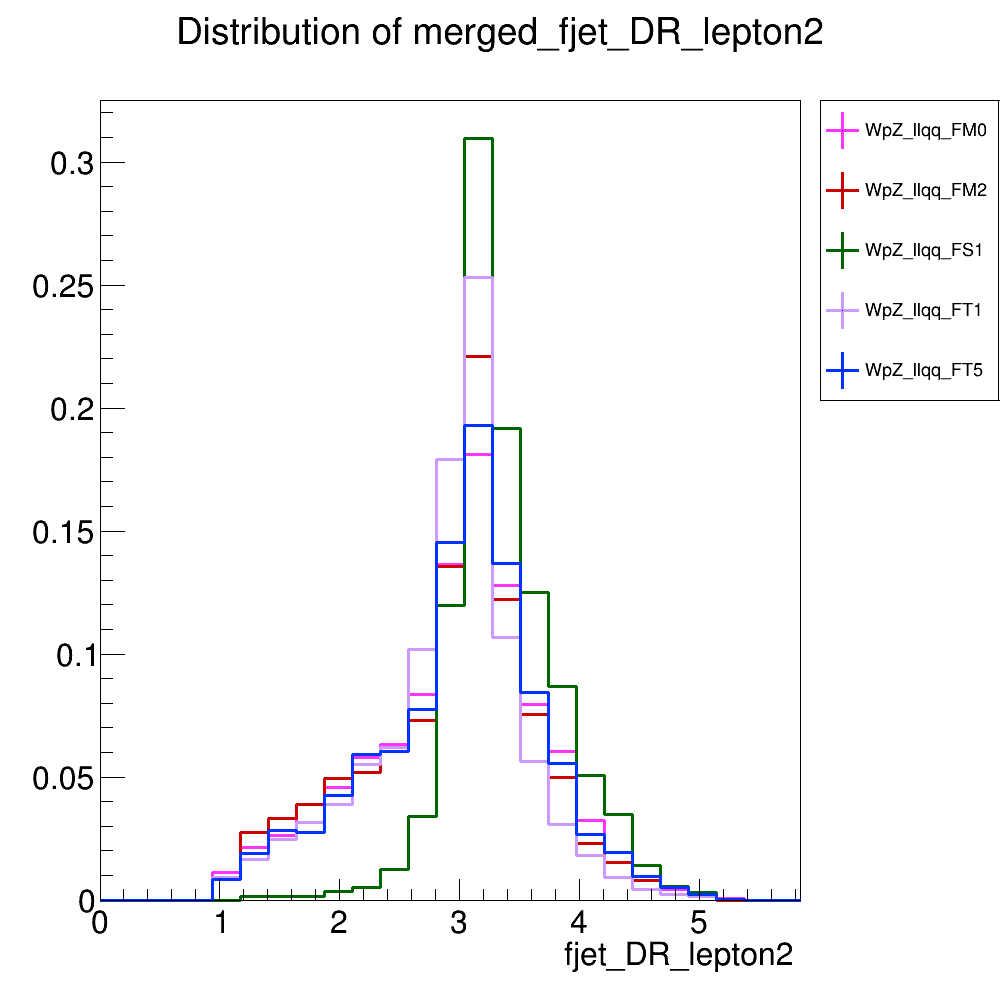 Distribution of merged_fjet_DR_lepton2
WpZ_llqq_FM0
WpZ_llqq_FM2
WpZ_llqq_FS1
WpZ_llqq_FT1
WpZ_llqq_FT5
0.3
0.25
0.2
0.15
0.1
0.05
0
0 1 2 3 4 5
fjet_DR_lepton2